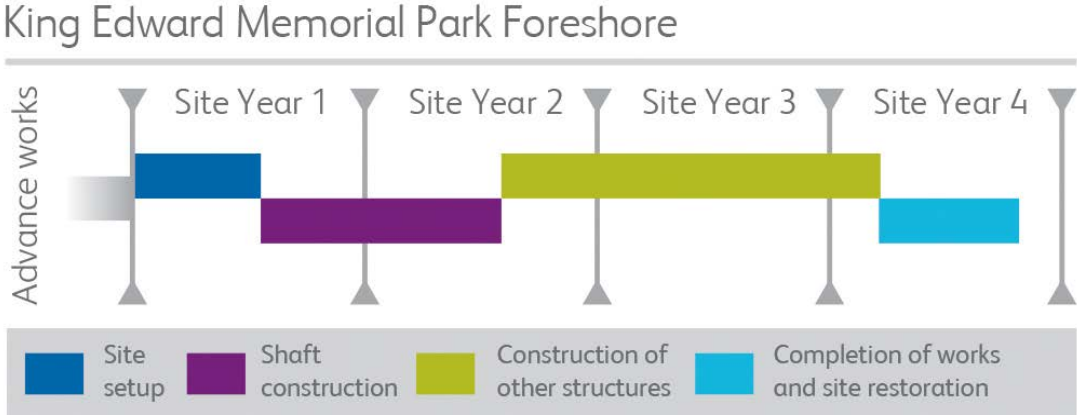 King Edward Memorial Park Foreshore
Advance works
Site Year 1
Site Year 2
Site Year 3
Site Year 4
Site
setup
Shaft
construction
Construction of
other structures
Completion of works
and site restoration